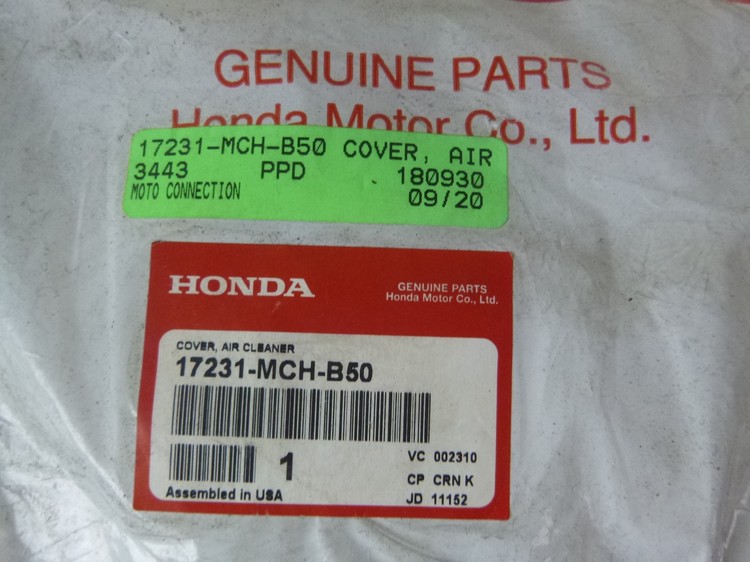 GENUINE PARTS
Honda Motor Co., Ltd.
17231-MCH-B50 COVER, AIR
3443 PPD 180930
MOTO CONNECTION 09/20
HONDA
GENUINE PARTS
Honda Motor Co., Ltd.
COVER, AIR CLEANER
17231-MCH-B50
1
VC 002310
CP CRN K
Assembled in USA
JD 11152